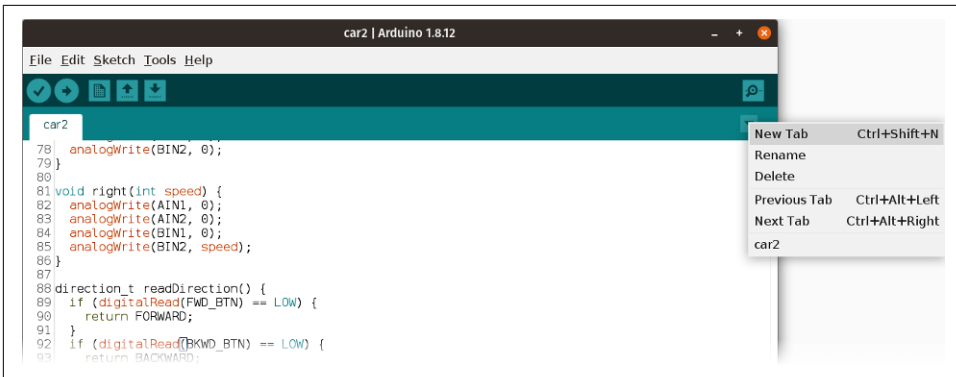 car2 | Arduino 1.8.12
File Edit Sketch Tools Help
car2
78 analogWrite(BIN2, 0);
79 }
80
81 void right(int speed) {
82 analogWrite(AIN1, 0);
83 analogWrite(AIN2, 0);
84 analogWrite(BIN1, 0);
85 analogWrite(BIN2, speed);
86 }
87
88 direction_t readDirection() {
89 if (digitalRead(FWD_BTN) == LOW) {
90 return FORWARD;
91 }
92 if (digitalRead(BKWD_BTN) == LOW) {
93 return BACKWARD;
New Tab Ctrl+Shift+N
Rename
Delete
Previous Tab Ctrl+Alt+Left
Next Tab Ctrl+Alt+Right
car2